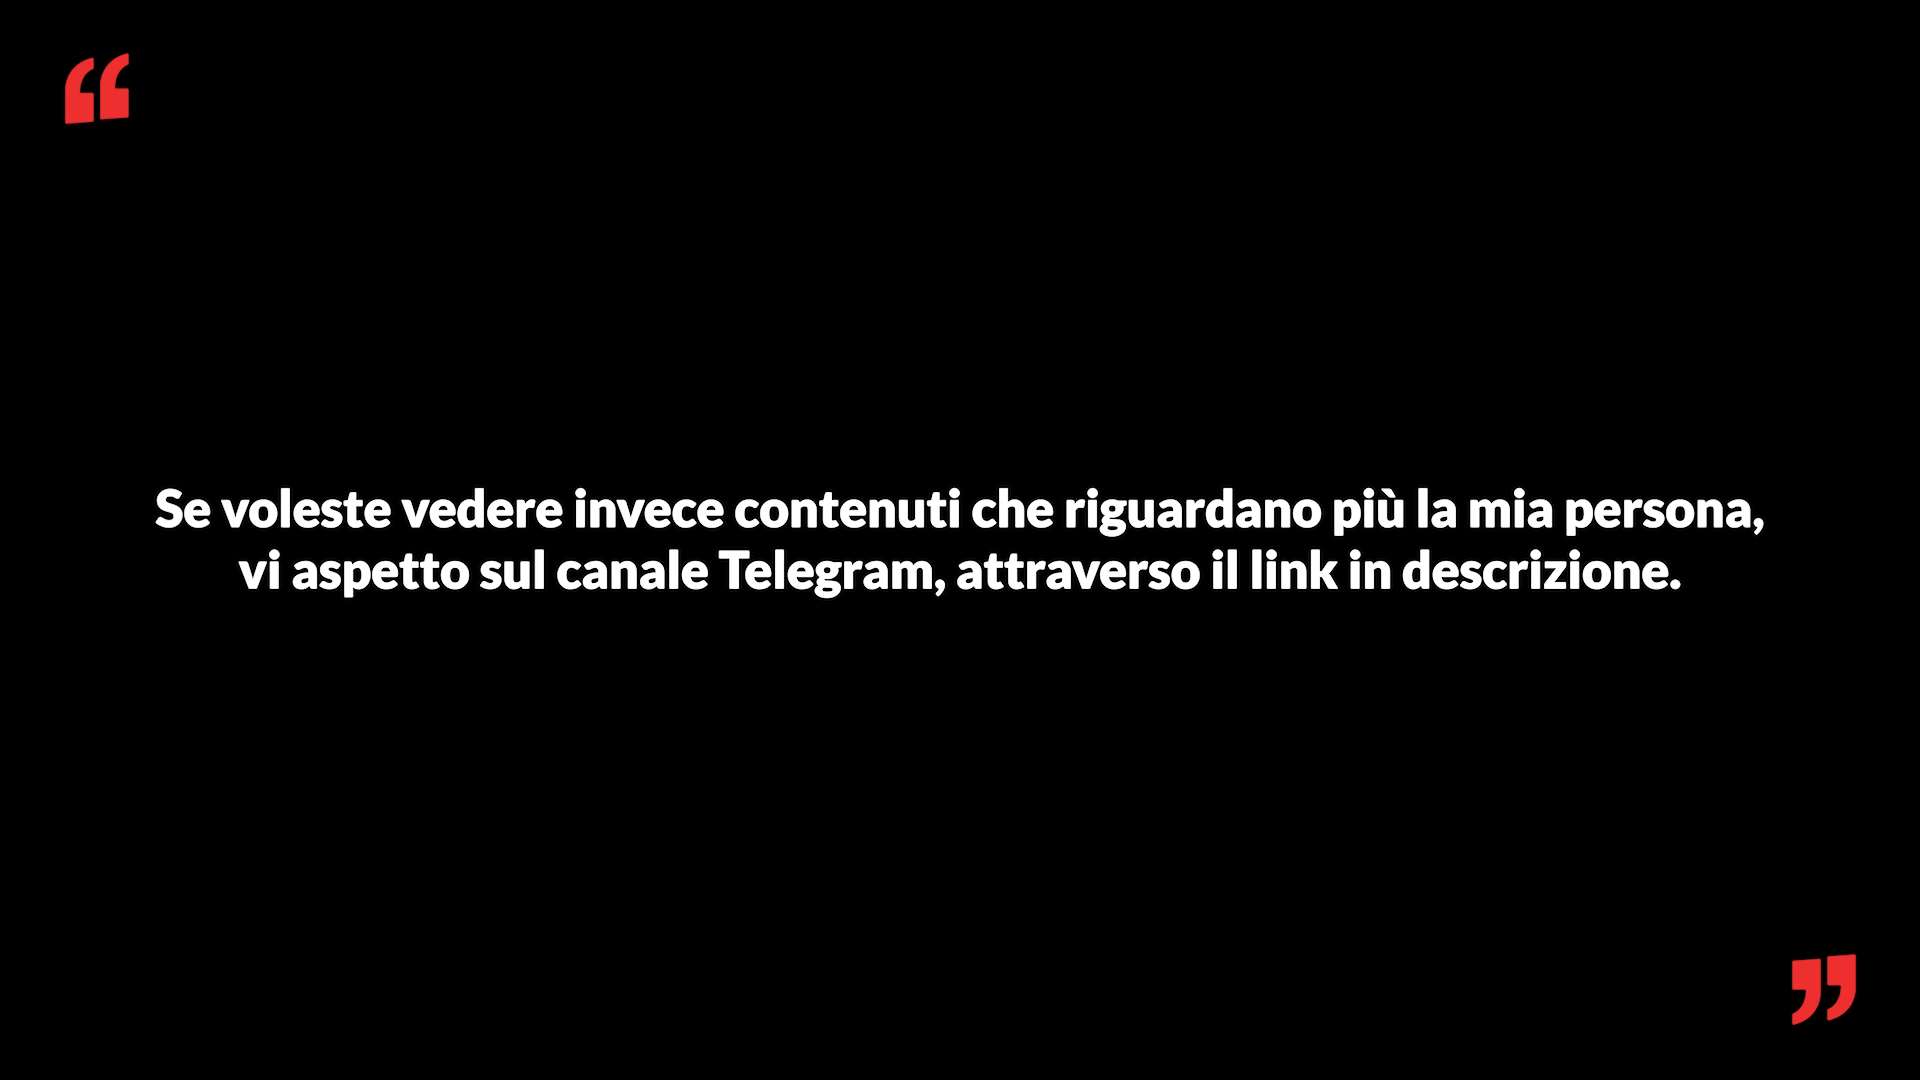 “
Se voleste vedere invece contenuti che riguardano più la mia persona,
vi aspetto sul canale Telegram, attraverso il link in descrizione.
”